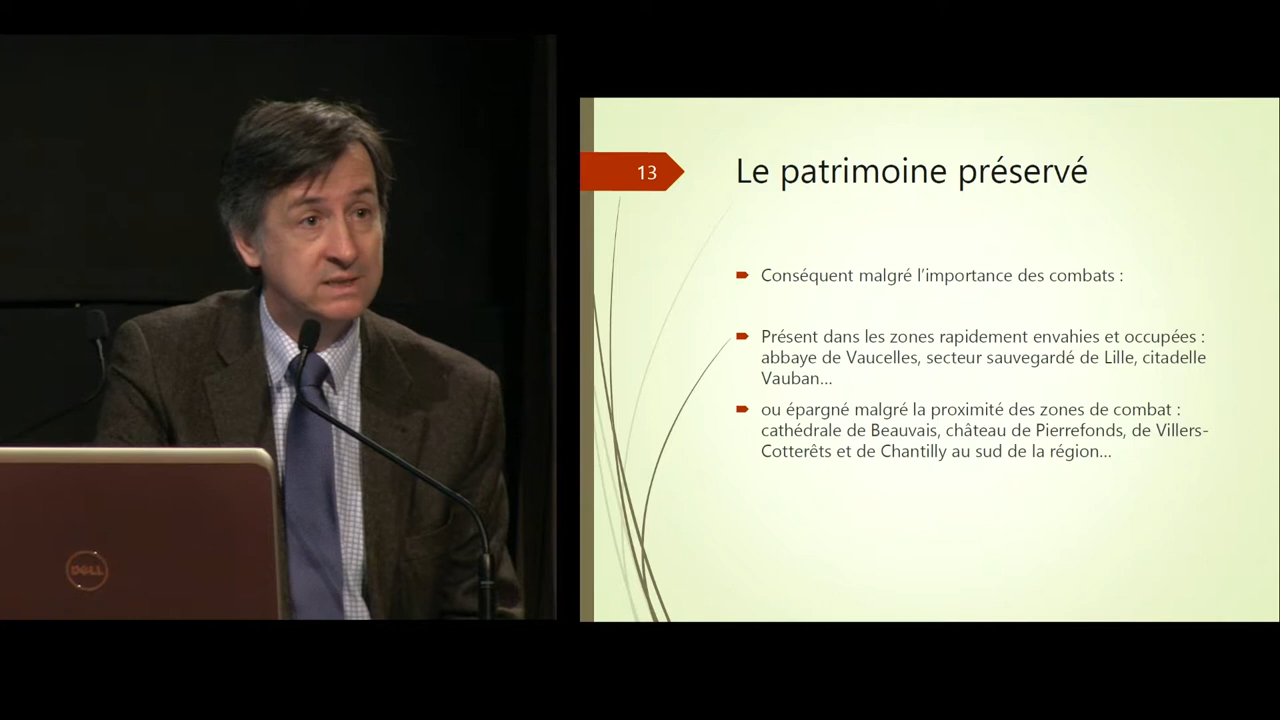 13
Le patrimoine préservé
Conséquent malgré l’importance des combats :
Présent dans les zones rapidement envahies et occupées :
abbaye de Vaucelles, secteur sauvegardé de Lille, citadelle
Vauban...
ou épargné malgré la proximité des zones de combat :
cathédrale de Beauvais, château de Pierrefonds, de Villers-
Cotterêts et de Chantilly au sud de la région...
DELL